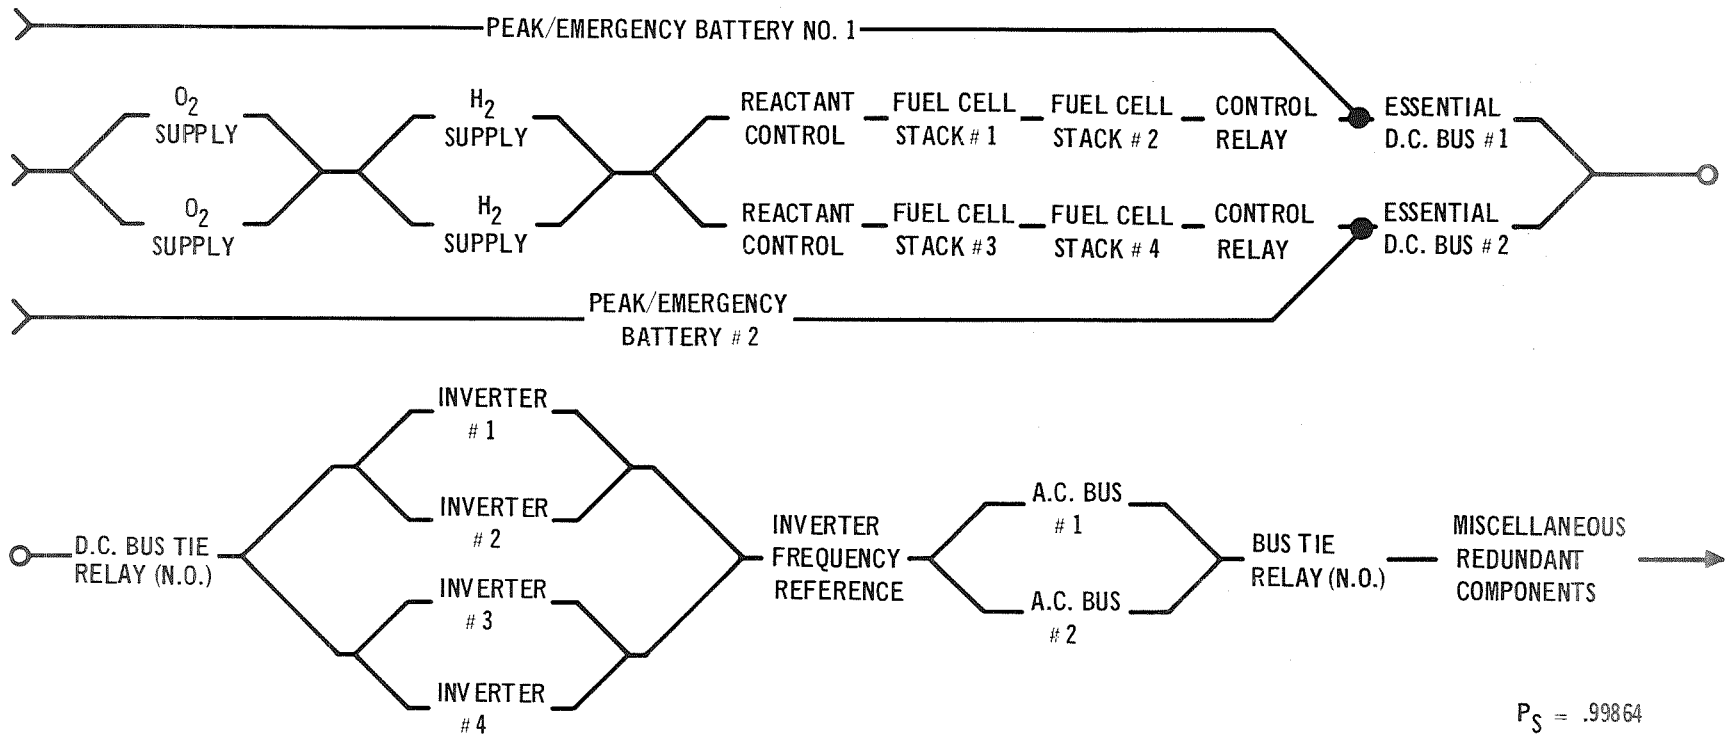 PEAK/EMERGENCY BATTERY NO. 1
O2
SUPPLY
H2
SUPPLY
REACTANT
CONTROL
FUEL CELL
STACK # 1
FUEL CELL
STACK # 2
CONTROL
RELAY
ESSENTIAL
D.C. BUS # 1
O2
SUPPLY
H2
SUPPLY
REACTANT
CONTROL
FUEL CELL
STACK #3
FUEL CELL
STACK # 4
CONTROL
RELAY
ESSENTIAL
D.C. BUS # 2
PEAK/EMERGENCY
BATTERY # 2
INVERTER
# 1
INVERTER
# 2
D.C. BUS TIE
RELAY (N.O.)
INVERTER
# 3
INVERTER
# 4
INVERTER
FREQUENCY
REFERENCE
A.C. BUS
# 1
A.C. BUS
# 2
BUS TIE
RELAY (N.O.)
MISCELLANEOUS
REDUNDANT
COMPONENTS
PS = .99864